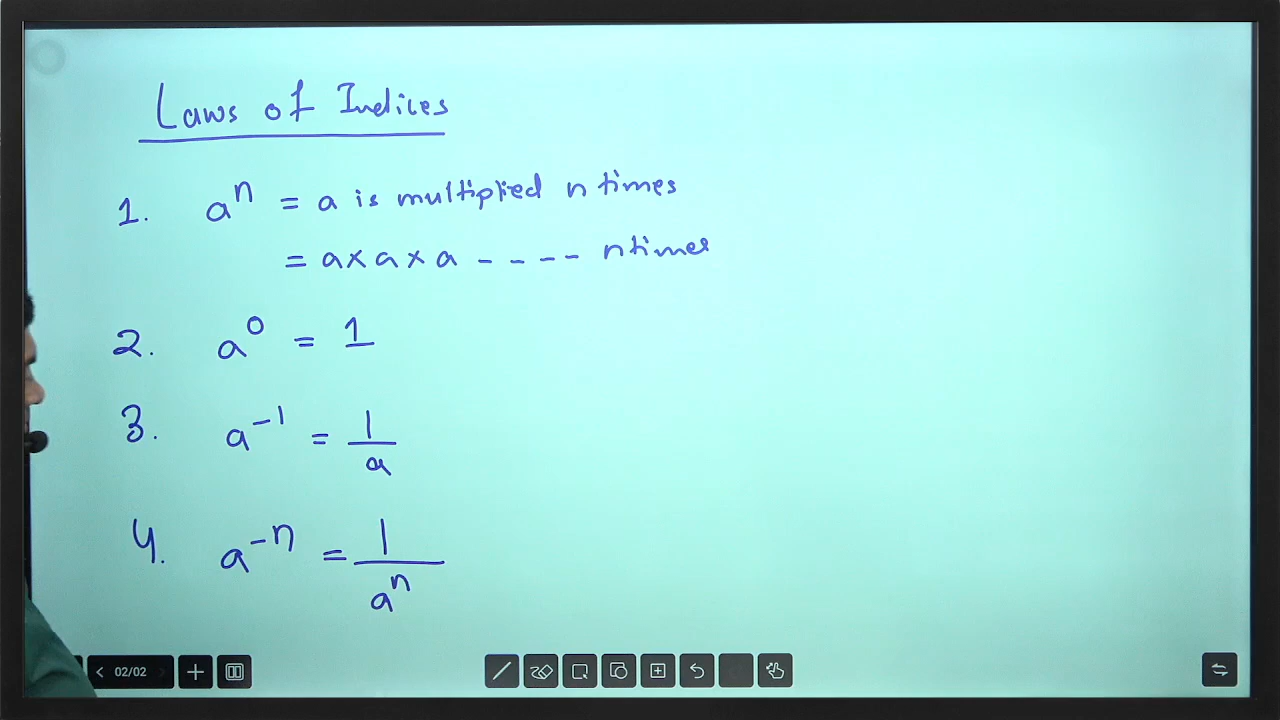 Laws of Indices
1. aⁿ = a is multiplied n times
= a×a×a ----- n times
2. a⁰ = 1
3. a⁻¹ = 1/a
4. a⁻ⁿ = 1/aⁿ
02/02